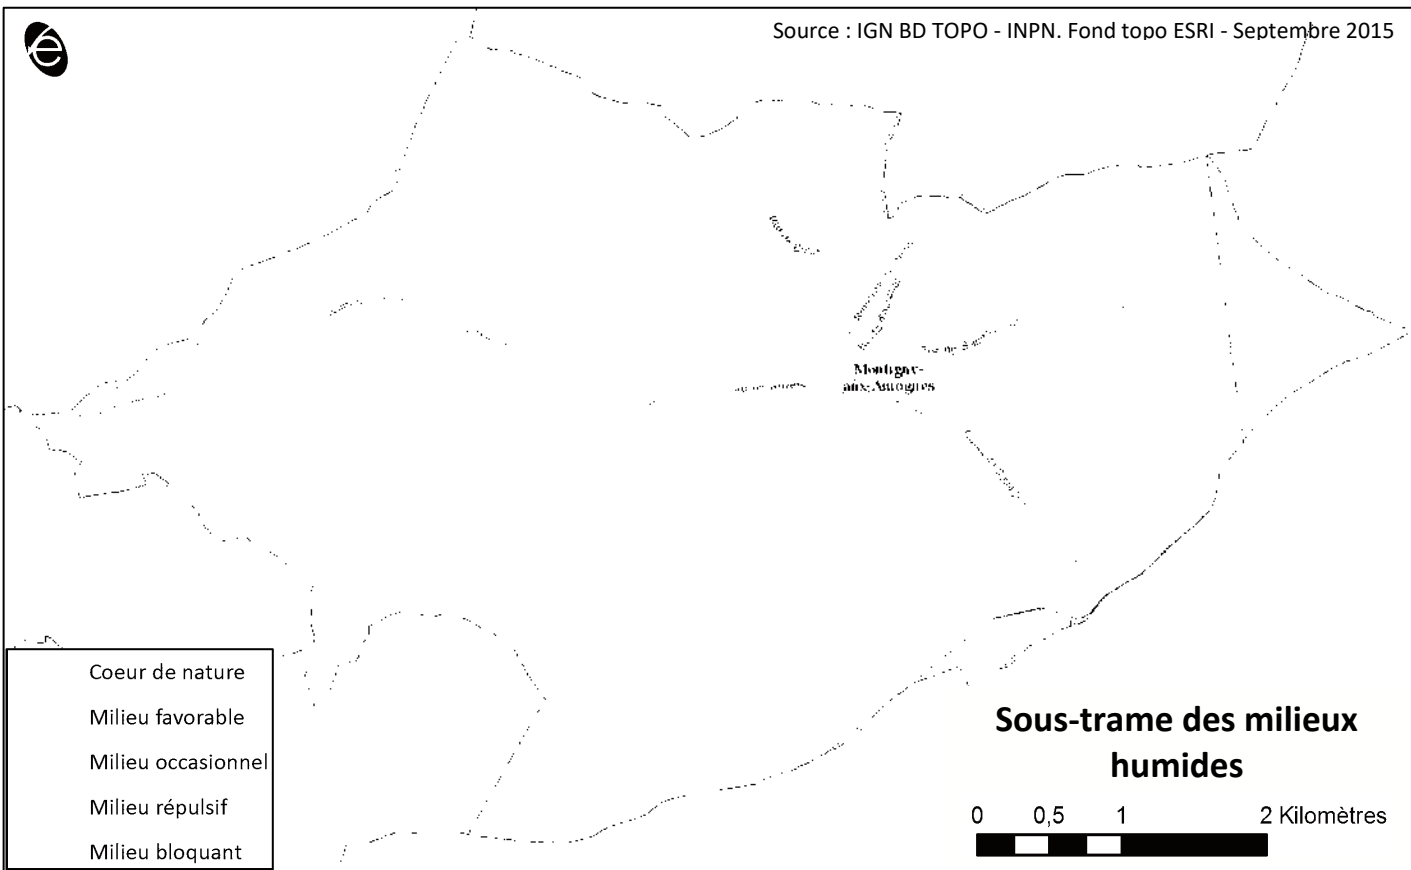 Source : IGN BD TOPO - INPN. Fond topo ESRI - Septembre 2015
Coeur de nature
Milieu favorable
Milieu occasionnel
Milieu répulsif
Milieu bloquant
Sous-trame des milieux
humides
0 0,5 1 2 Kilomètres